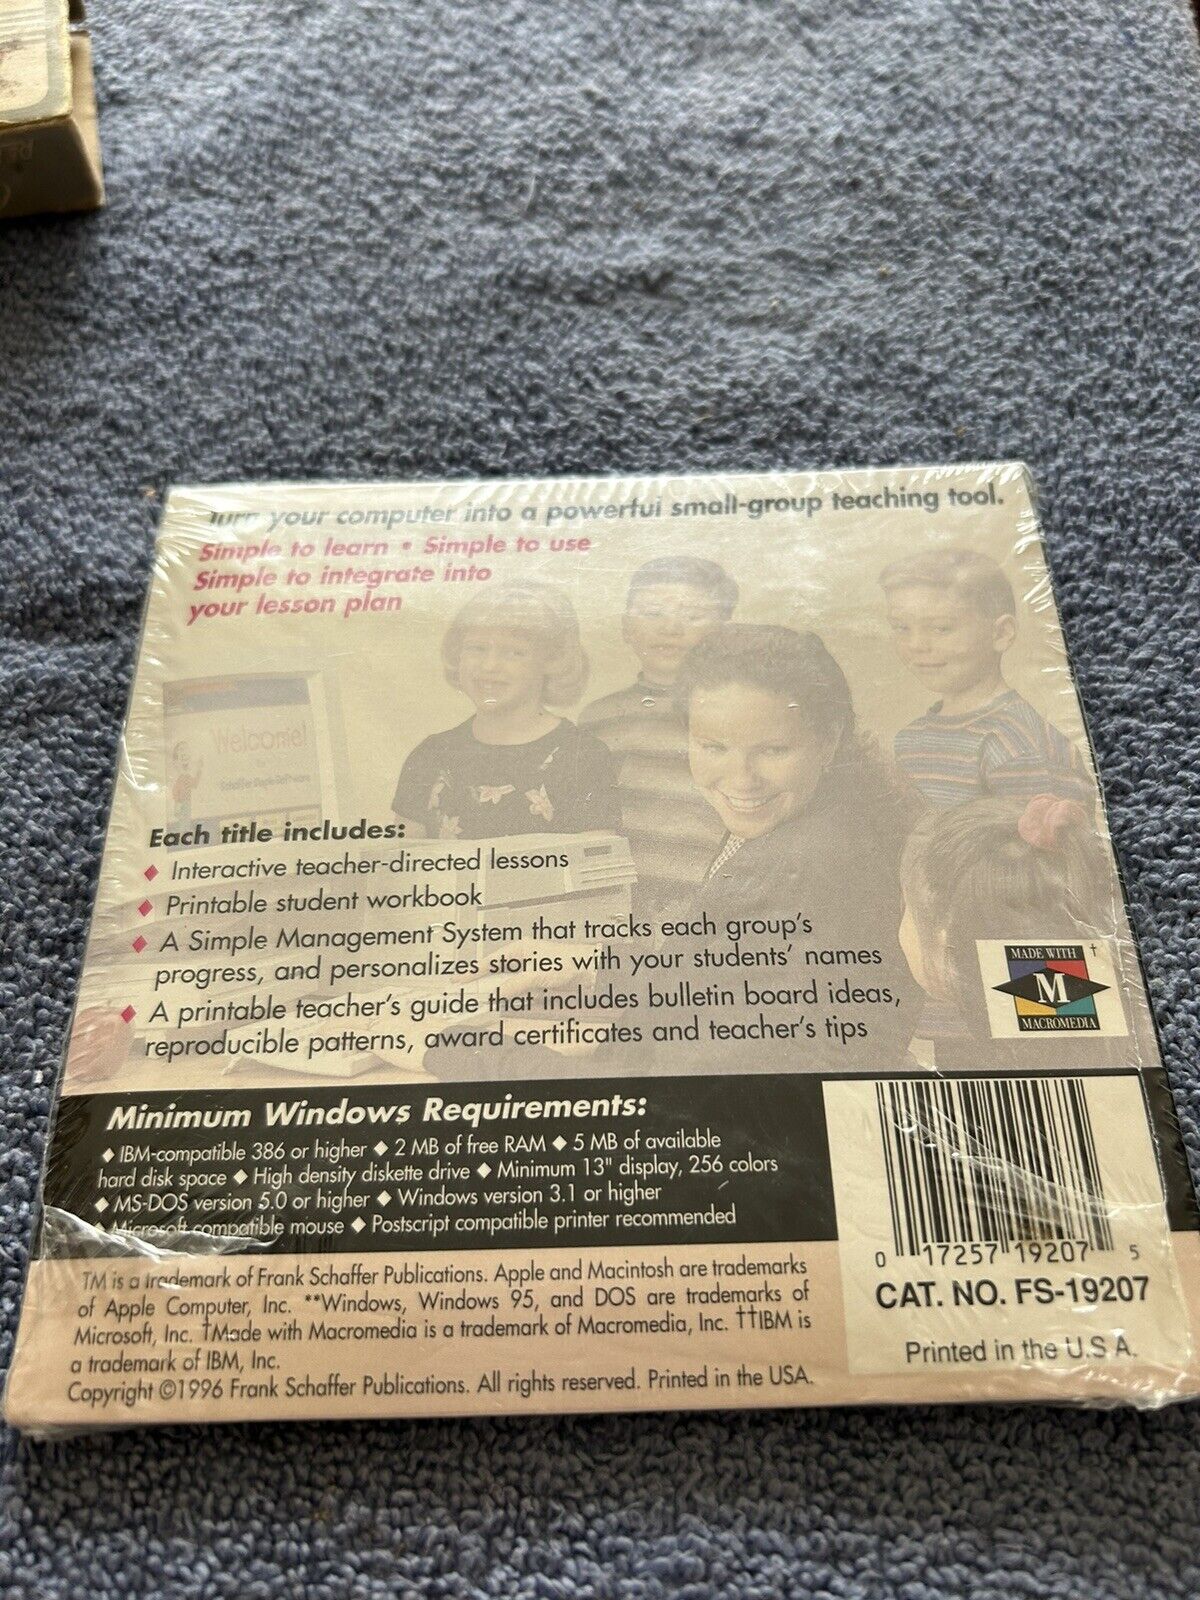 Turn your computer into a powerful small-group teaching tool.
Simple to learn • Simple to use
Simple to integrate into
your lesson plan
Welcome!
Each title includes:
♦ Interactive teacher-directed lessons
♦ Printable student workbook
♦ A Simple Management System that tracks each group's
progress, and personalizes stories with your students' names
♦ A printable teacher's guide that includes bulletin board ideas,
reproducible patterns, award certificates and teacher's tips
MADE WITH †
M
MACROMEDIA
Minimum Windows Requirements:
♦ IBM-compatible 386 or higher ♦ 2 MB of free RAM ♦ 5 MB of available
hard disk space ♦ High density diskette drive ♦ Minimum 13" display, 256 colors
♦ MS-DOS version 5.0 or higher ♦ Windows version 3.1 or higher
♦ Microsoft compatible mouse ♦ Postscript compatible printer recommended
TM is a trademark of Frank Schaffer Publications. Apple and Macintosh are trademarks
of Apple Computer, Inc. **Windows, Windows 95, and DOS are trademarks of
Microsoft, Inc. †Made with Macromedia is a trademark of Macromedia, Inc. ††IBM is
a trademark of IBM, Inc.
Copyright ©1996 Frank Schaffer Publications. All rights reserved. Printed in the USA.
0 17257 19207 5
CAT. NO. FS-19207
Printed in the U.S A.